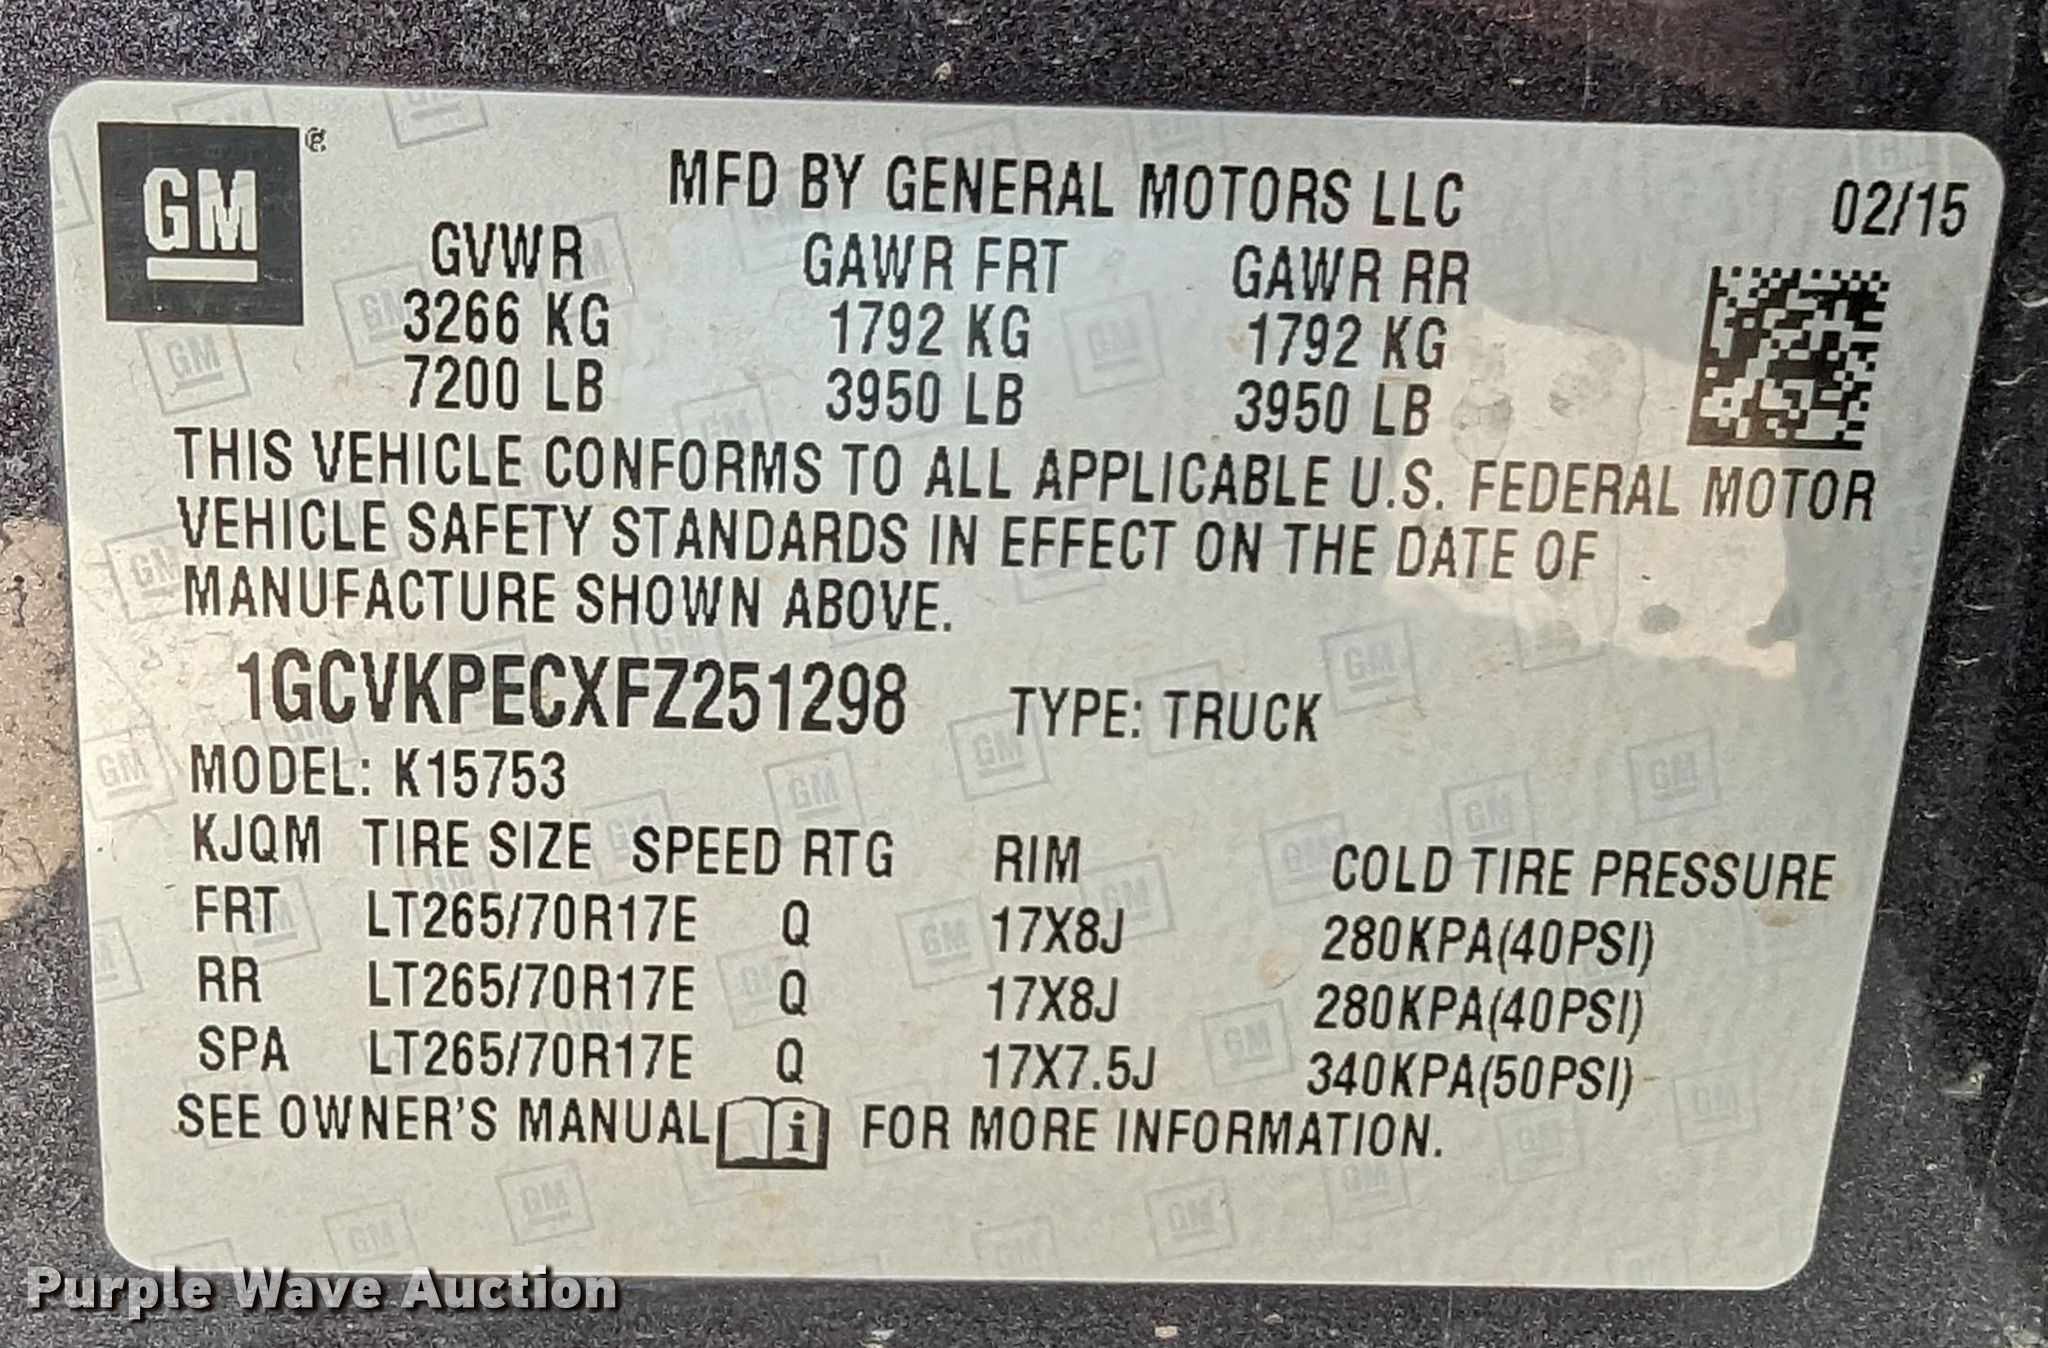 GM
MFD BY GENERAL MOTORS LLC 02/15
GVWR GAWR FRT GAWR RR
3266 KG 1792 KG 1792 KG
7200 LB 3950 LB 3950 LB
THIS VEHICLE CONFORMS TO ALL APPLICABLE U.S. FEDERAL MOTOR
VEHICLE SAFETY STANDARDS IN EFFECT ON THE DATE OF
MANUFACTURE SHOWN ABOVE.
1GCVKPECXFZ251298 TYPE: TRUCK
MODEL: K15753
KJQM TIRE SIZE SPEED RTG RIM COLD TIRE PRESSURE
FRT LT265/70R17E Q 17X8J 280KPA(40PSI)
RR LT265/70R17E Q 17X8J 280KPA(40PSI)
SPA LT265/70R17E Q 17X7.5J 340KPA(50PSI)
SEE OWNER'S MANUAL i FOR MORE INFORMATION.
Purple Wave Auction